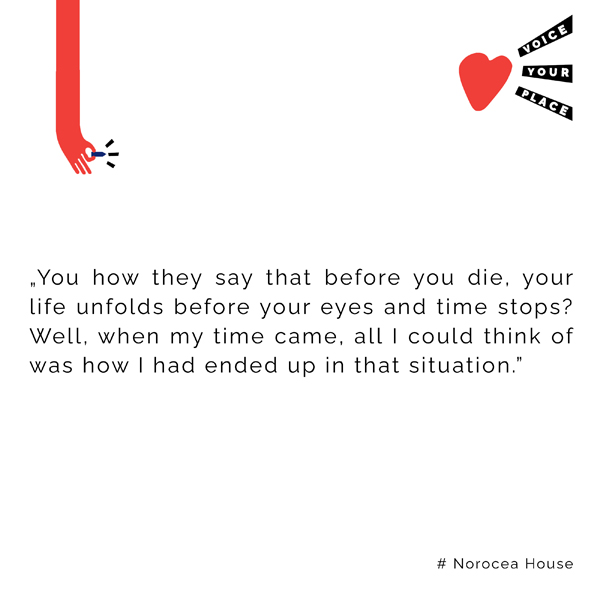 VOICE
YOUR
PLACE
„You how they say that before you die, your
life unfolds before your eyes and time stops?
Well, when my time came, all I could think of
was how I had ended up in that situation.”
# Norocea House